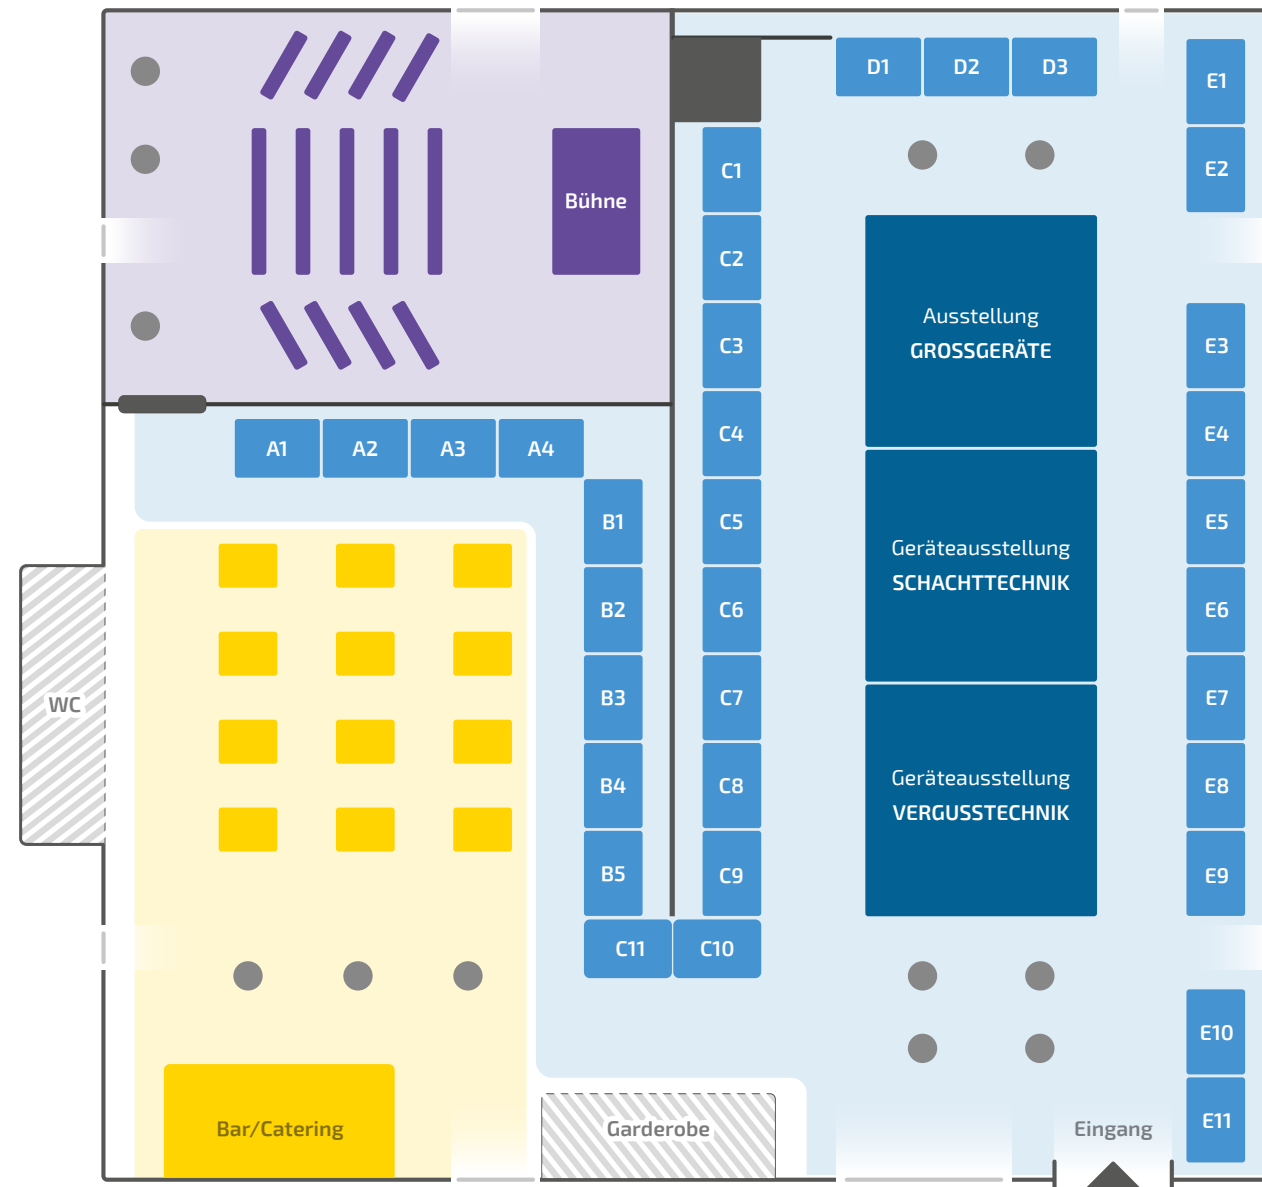 Bühne
D1
D2
D3
E1
E2
E3
E4
E5
E6
E7
E8
E9
E10
E11
C1
C2
C3
C4
C5
C6
C7
C8
C9
C10
C11
A1
A2
A3
A4
B1
B2
B3
B4
B5
Ausstellung
GROSSGERÄTE
Geräteausstellung
SCHACHTTECHNIK
Geräteausstellung
VERGUSSTECHNIK
WC
Bar/Catering
Garderobe
Eingang